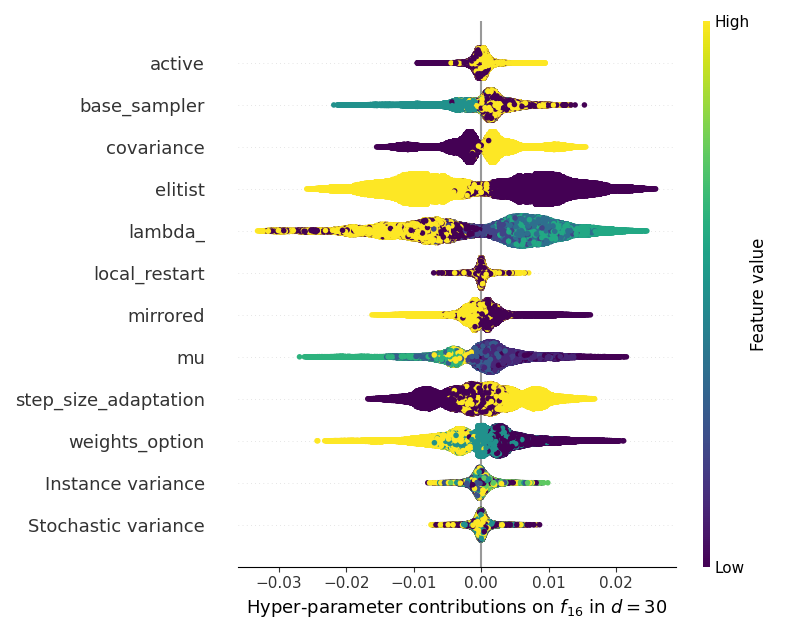 High
active
base_sampler
covariance
elitist
lambda_
local_restart
mirrored
mu
step_size_adaptation
weights_option
Instance variance
Stochastic variance
Feature value
Low
−0.03 −0.02 −0.01 0.00 0.01 0.02
Hyper-parameter contributions on f₁₆ in d = 30